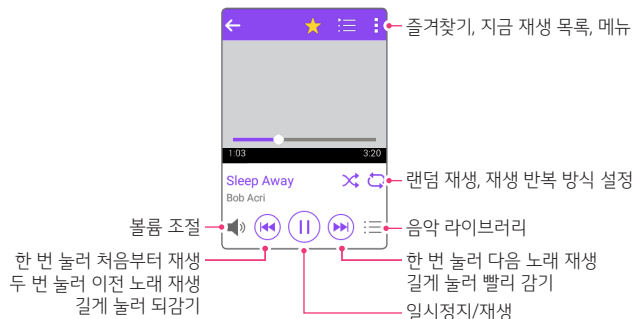 즐겨찾기, 지금 재생 목록, 메뉴
1:03
3:20
Sleep Away
Bob Acri
랜덤 재생, 재생 반복 방식 설정
볼륨 조절
음악 라이브러리
한 번 눌러 처음부터 재생
두 번 눌러 이전 노래 재생
길게 눌러 되감기
한 번 눌러 다음 노래 재생
길게 눌러 빨리 감기
일시정지/재생